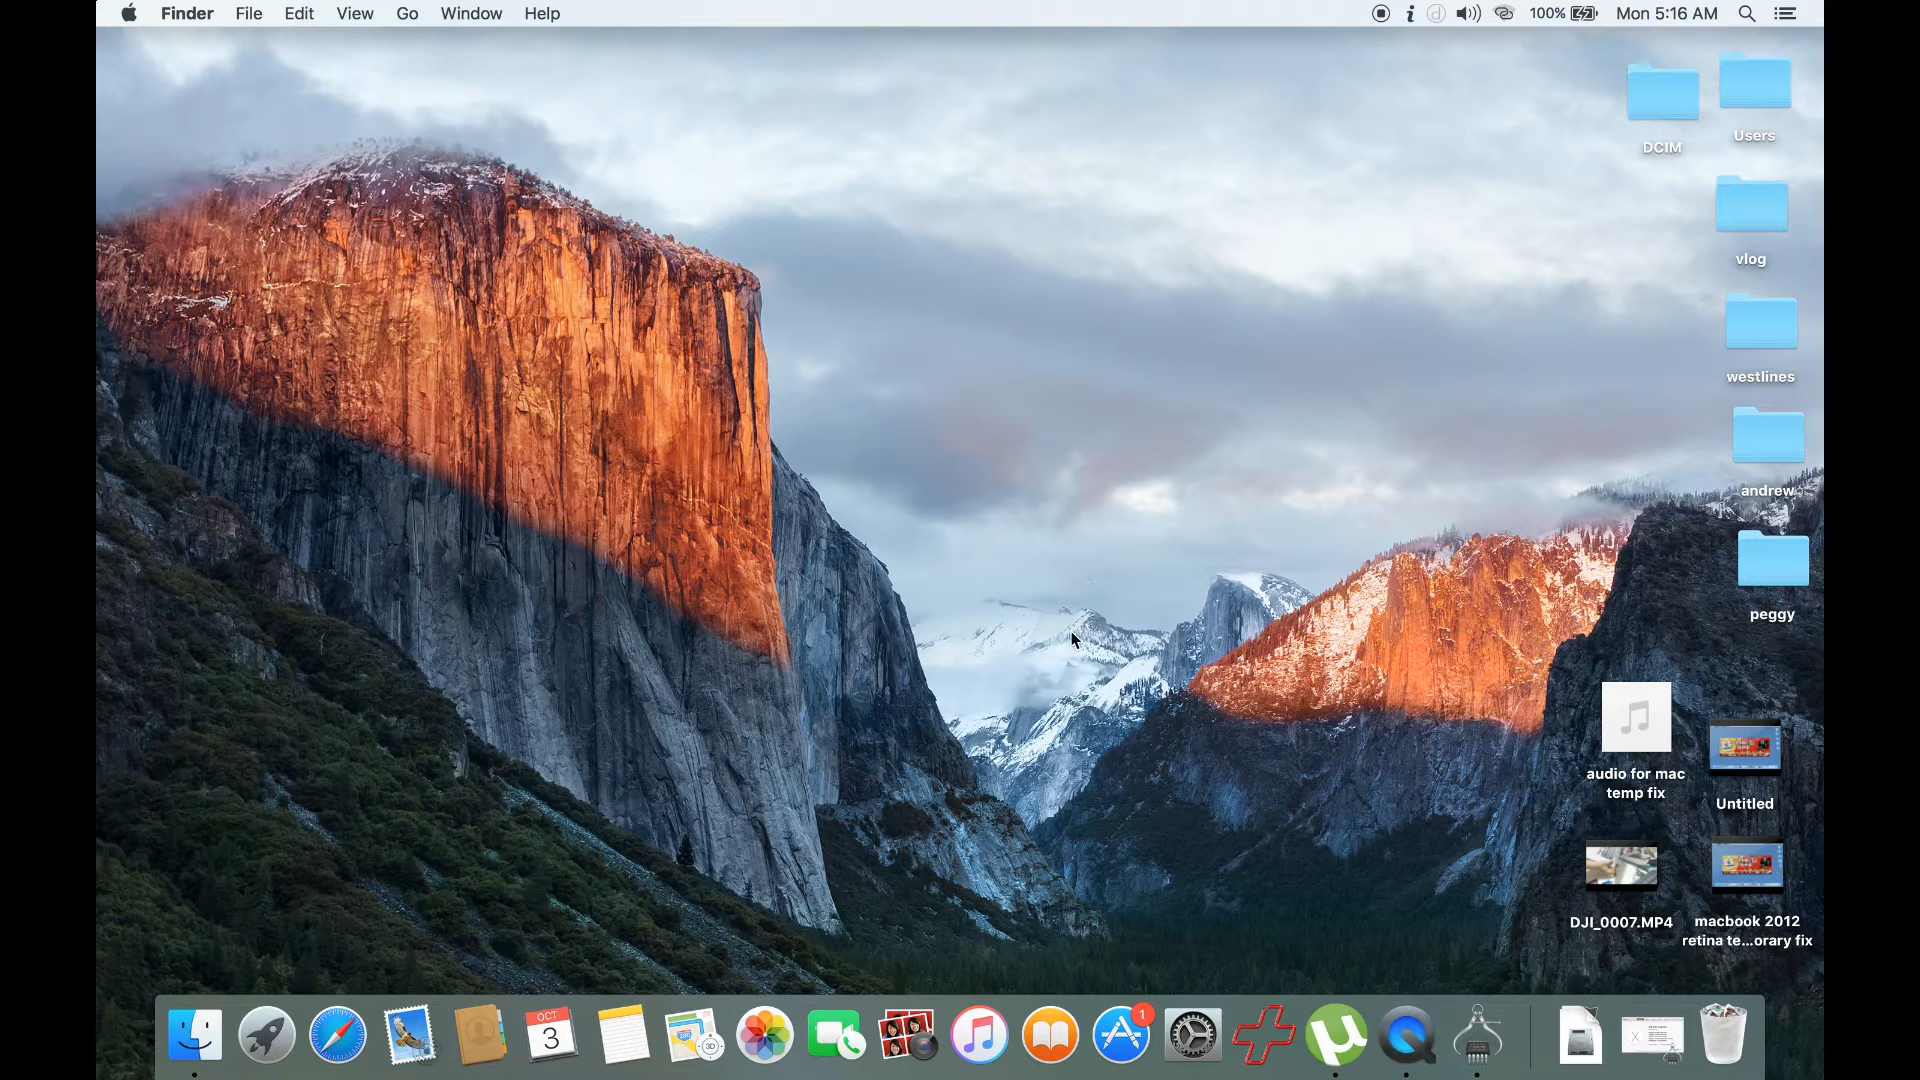 Finder File Edit View Go Window Help
100% Mon 5:16 AM
DCIM
Users
vlog
westlines
andrew
peggy
audio for mac
temp fix
Untitled
DJI_0007.MP4
macbook 2012
retina te...orary fix
OCT
3
3D
1